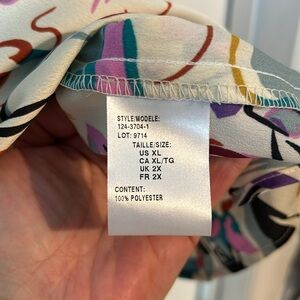 STYLE/MODELE:
124-3704-1
LOT: 9714
TAILLE/SIZE:
US XL
CA XL/TG
UK 2X
FR 2X
CONTENT:
100% POLYESTER